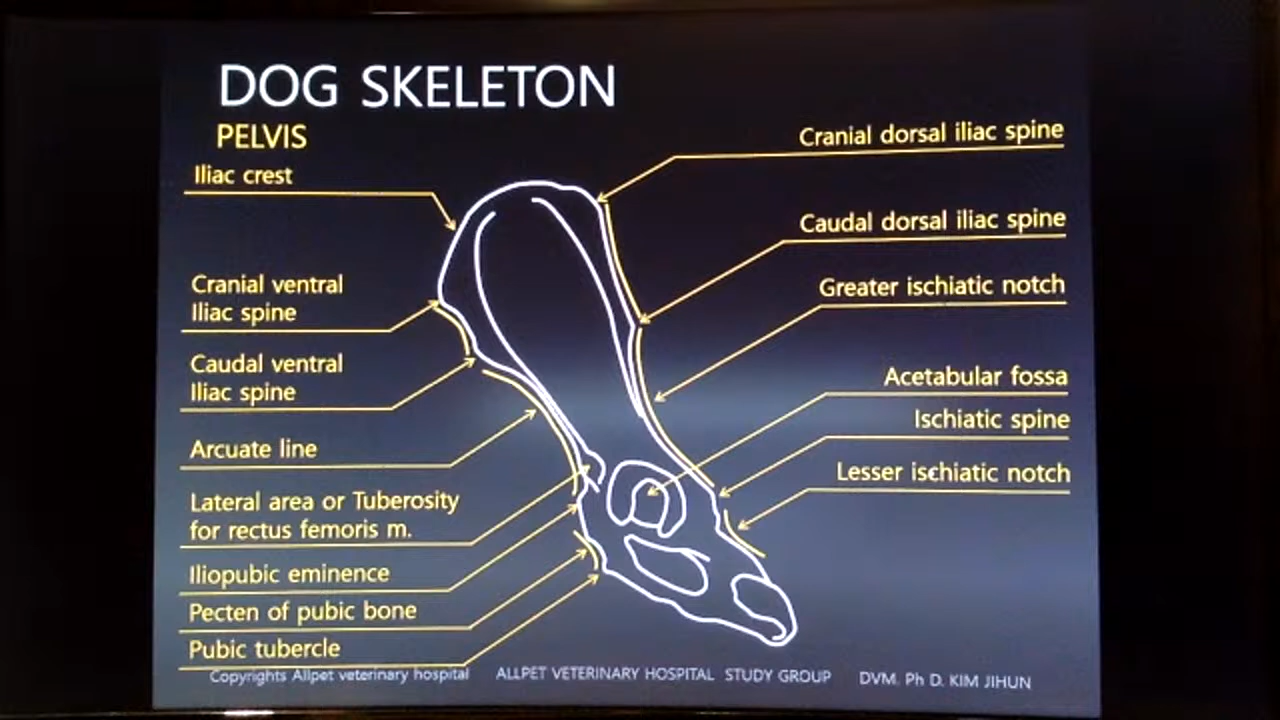 DOG SKELETON
PELVIS
Iliac crest
Cranial ventral
Iliac spine
Caudal ventral
Iliac spine
Arcuate line
Lateral area or Tuberosity
for rectus femoris m.
Iliopubic eminence
Pecten of pubic bone
Pubic tubercle
Cranial dorsal iliac spine
Caudal dorsal iliac spine
Greater ischiatic notch
Acetabular fossa
Ischiatic spine
Lesser ischiatic notch
Copyrights Allpet veterinary hospital ALLPET VETERINARY HOSPITAL STUDY GROUP DVM. Ph D. KIM JIHUN